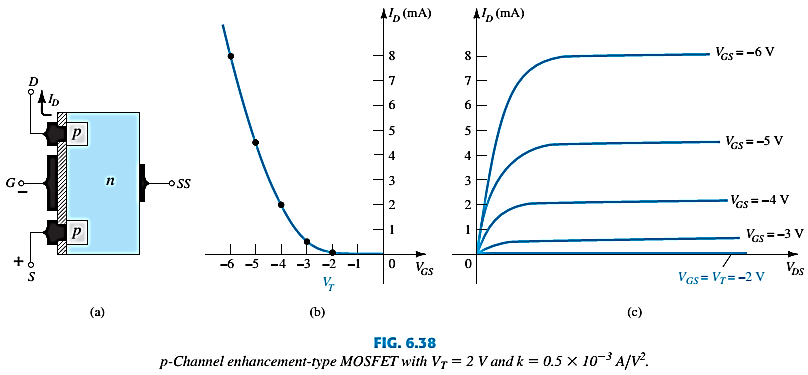 D
I_D
p
G
–
n
SS
p
+
S
(a)
I_D (mA)
8
7
6
5
4
3
2
1
–6 –5 –4 –3 –2 –1 0 V_GS
V_T
(b)
I_D (mA)
8
7
6
5
4
3
2
1
0
V_GS = –6 V
V_GS = –5 V
V_GS = –4 V
V_GS = –3 V
V_DS
V_GS = V_T = –2 V
(c)
FIG. 6.38
p-Channel enhancement-type MOSFET with V_T = 2 V and k = 0.5 × 10⁻³ A/V².